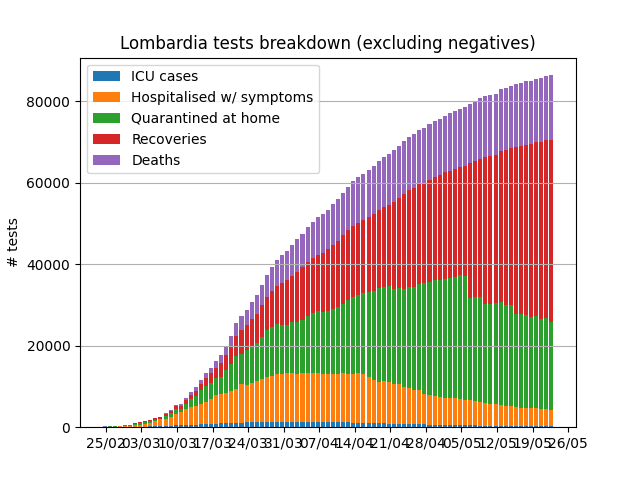 Lombardia tests breakdown (excluding negatives)
ICU cases
Hospitalised w/ symptoms
Quarantined at home
Recoveries
Deaths
# tests
80000
60000
40000
20000
0
25/02 03/03 10/03 17/03 24/03 31/03 07/04 14/04 21/04 28/04 05/05 12/05 19/05 26/05